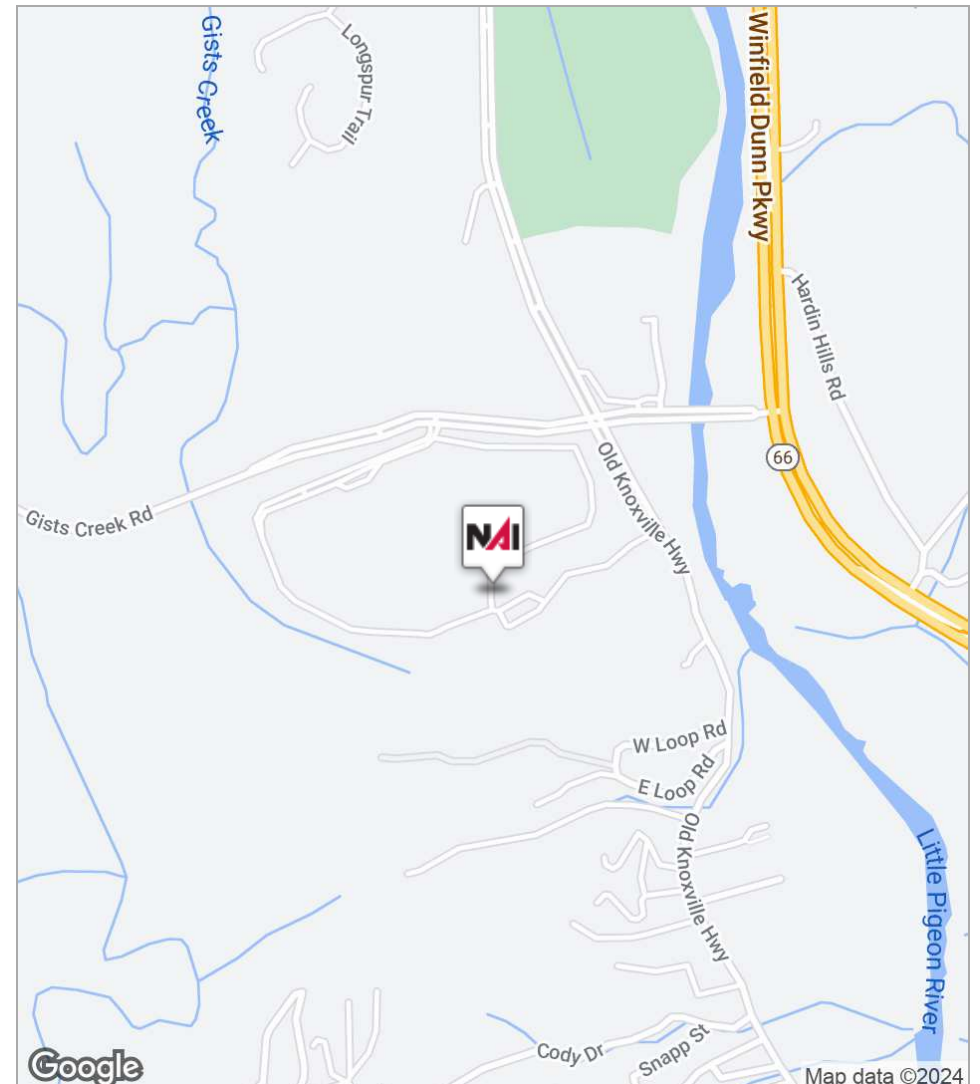 Gists Creek
Longspur Trail
Winfield Dunn Pkwy
Hardin Hills Rd
66
Gists Creek Rd
Old Knoxville Hwy
NAI
W Loop Rd
E Loop Rd
Old Knoxville Hwy
Little Pigeon River
Cody Dr
Snapp St
Google
Map data ©2024